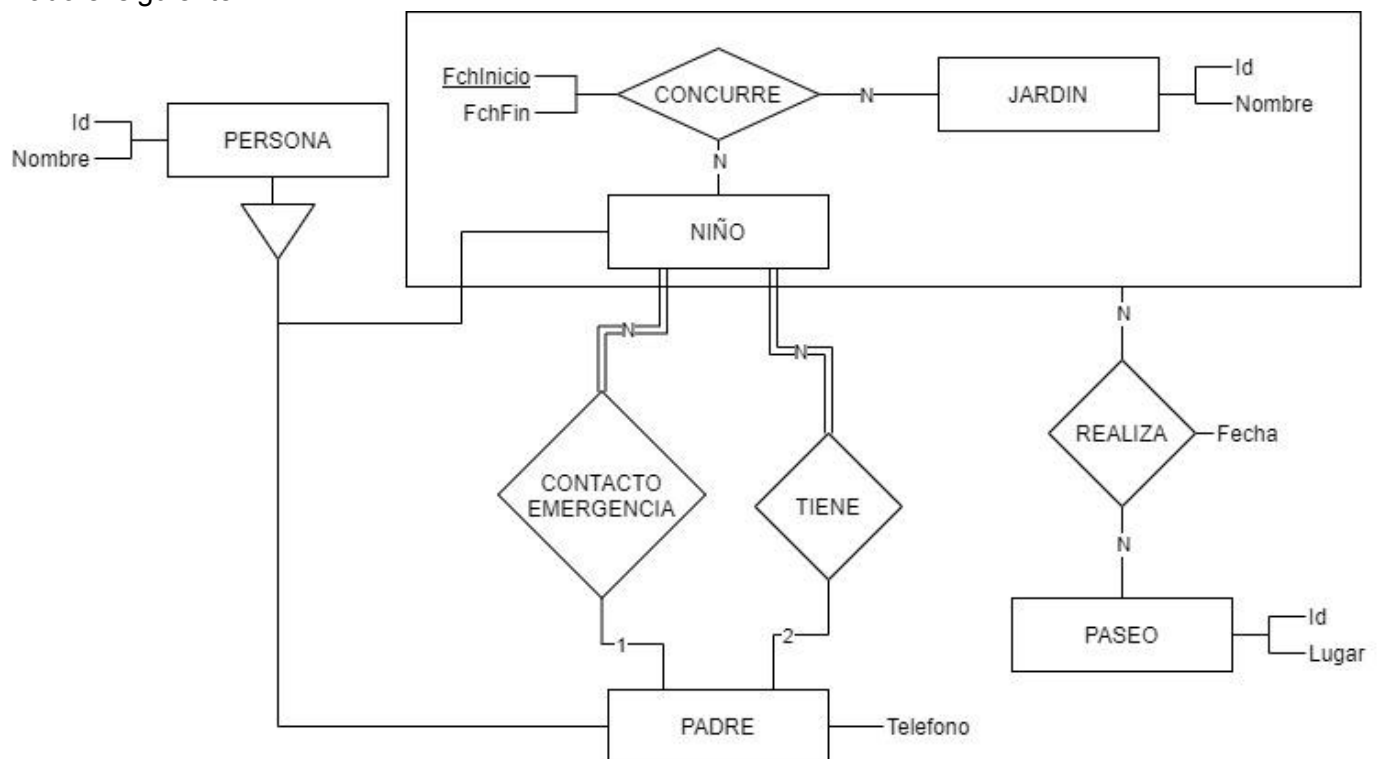 FchInicio
FchFin
CONCURRE
N
JARDIN
Id
Nombre
Id
Nombre
PERSONA
N
NIÑO
N
N
N
CONTACTO
EMERGENCIA
TIENE
REALIZA
Fecha
N
1
2
PASEO
Id
Lugar
PADRE
Telefono